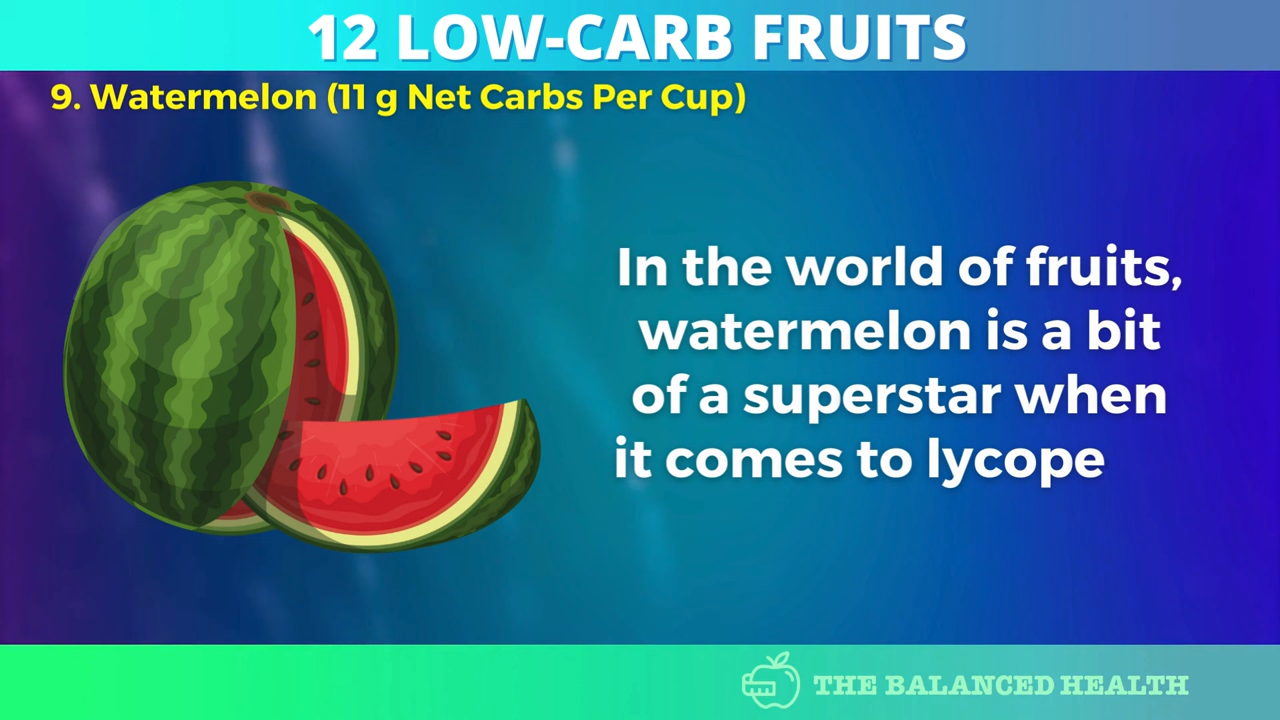 12 LOW-CARB FRUITS
9. Watermelon (11 g Net Carbs Per Cup)
In the world of fruits,
watermelon is a bit
of a superstar when
it comes to lycope
THE BALANCED HEALTH